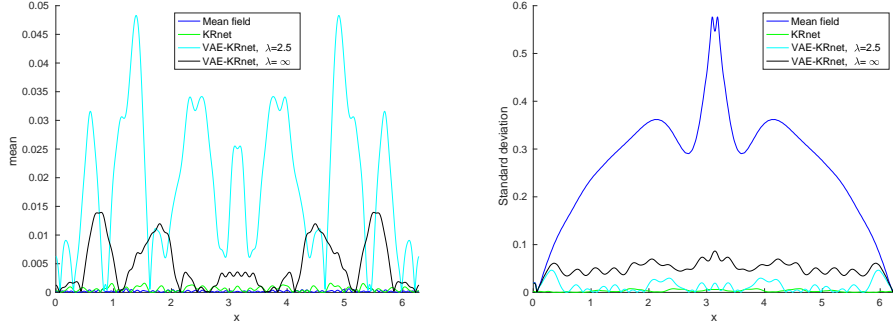 0.05
0.045
0.04
0.035
0.03
0.025
0.02
0.015
0.01
0.005
0
mean
0 1 2 3 4 5 6
x
Mean field
KRnet
VAE-KRnet, λ=2.5
VAE-KRnet, λ= ∞
0.6
0.5
0.4
0.3
0.2
0.1
0
Standard deviation
0 1 2 3 4 5 6
x
Mean field
KRnet
VAE-KRnet, λ=2.5
VAE-KRnet, λ= ∞